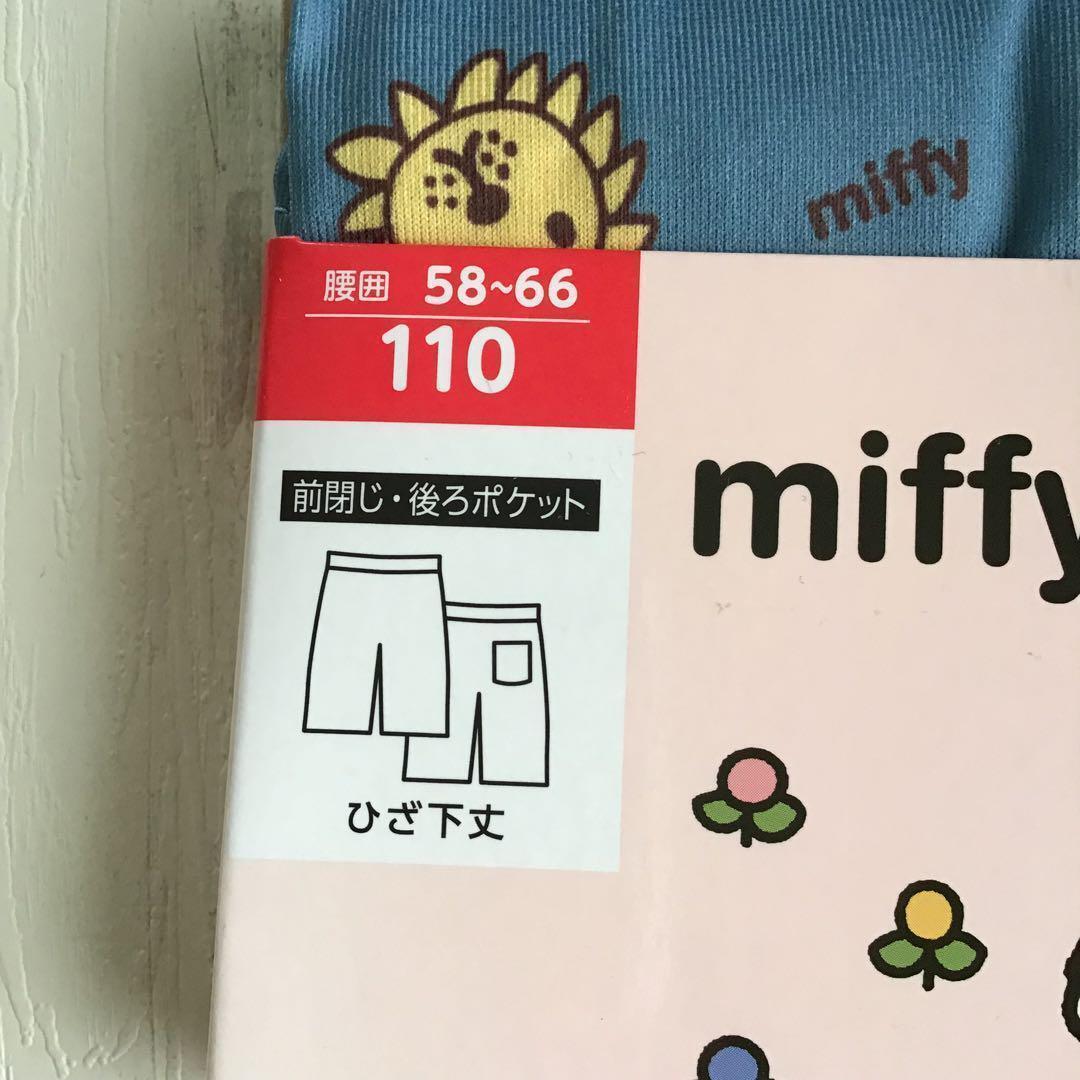 miffy
腰囲 58~66
110
前閉じ・後ろポケット
miffy
ひざ下丈